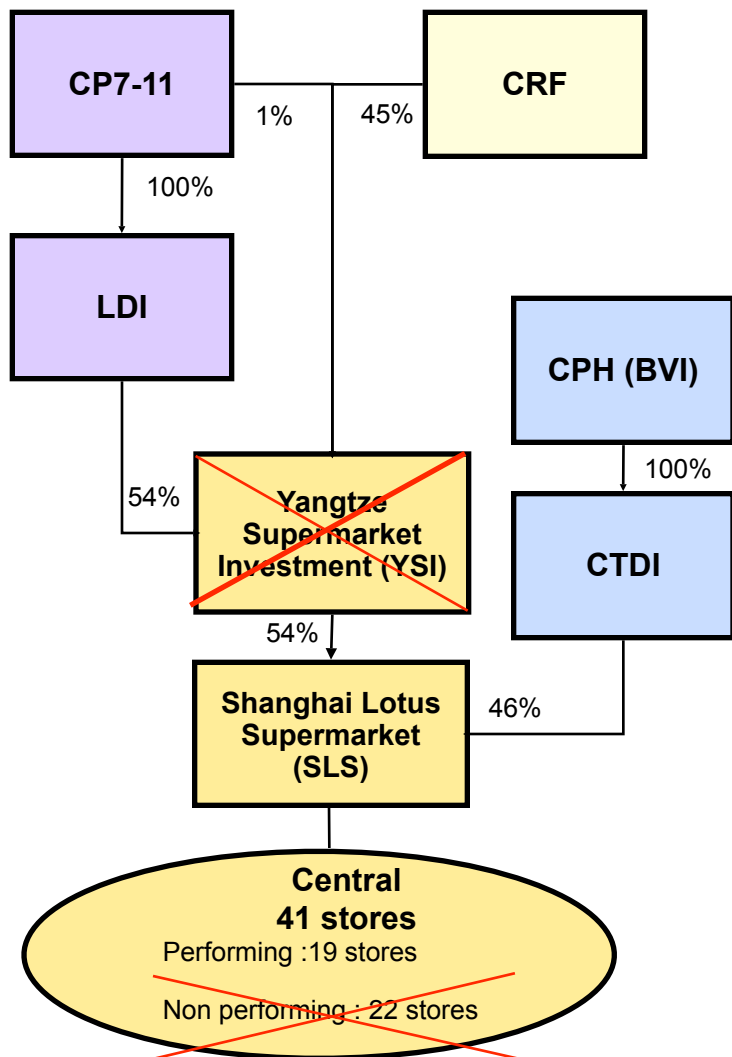 CP7-11
CRF
1%
45%
100%
LDI
CPH (BVI)
100%
54%
Yangtze
Supermarket
Investment (YSI)
CTDI
54%
Shanghai Lotus
Supermarket
(SLS)
46%
Central
41 stores
Performing :19 stores
Non performing : 22 stores